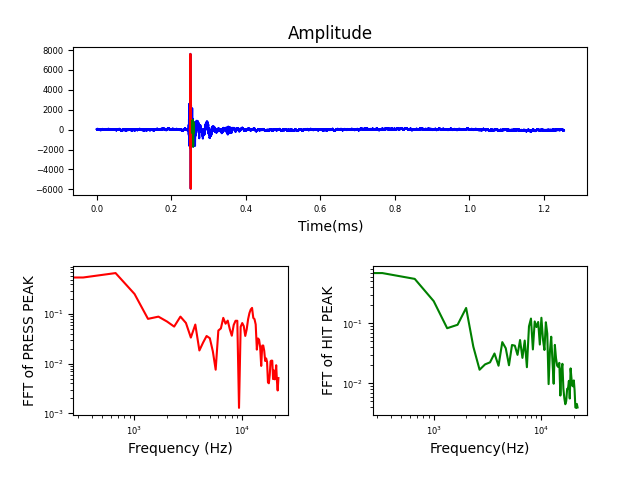 Amplitude
8000
6000
4000
2000
0
−2000
−4000
−6000
0.0 0.2 0.4 0.6 0.8 1.0 1.2
Time(ms)
FFT of PRESS PEAK
10⁻¹
10⁻²
10⁻³
10³ 10⁴
Frequency (Hz)
FFT of HIT PEAK
10⁻¹
10⁻²
10³ 10⁴
Frequency(Hz)